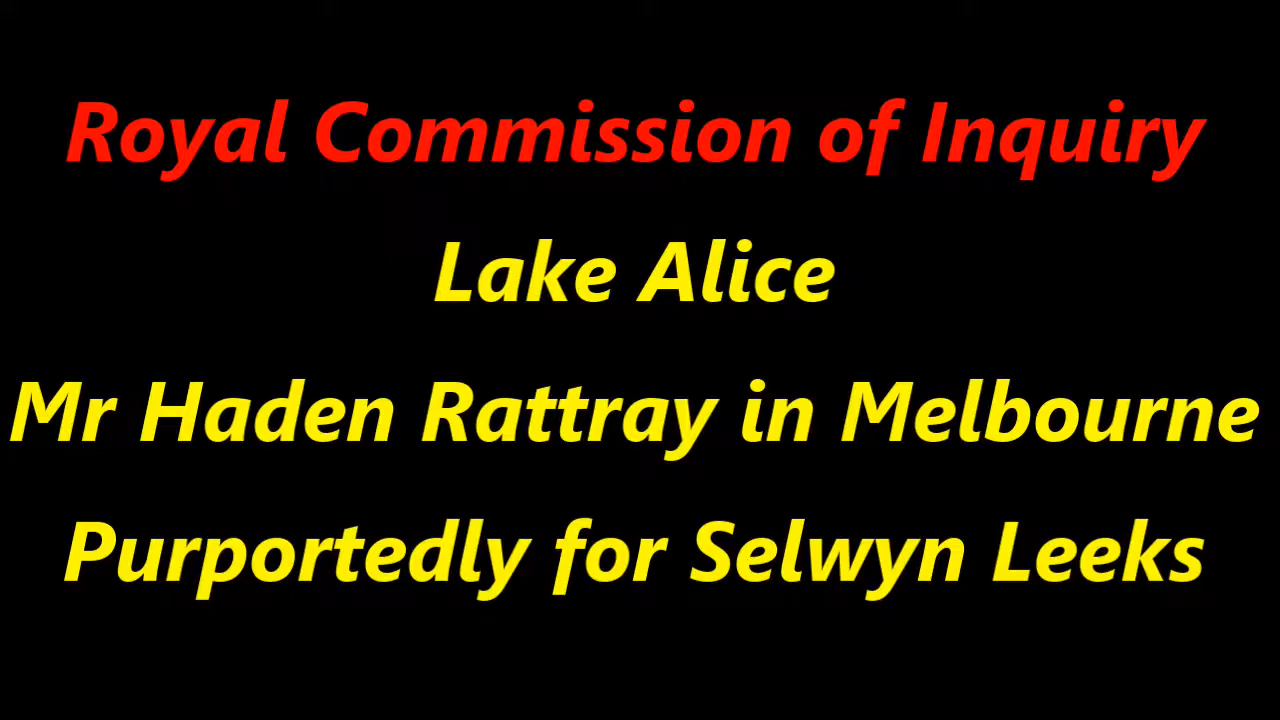 Royal Commission of Inquiry
Lake Alice
Mr Haden Rattray in Melbourne
Purportedly for Selwyn Leeks